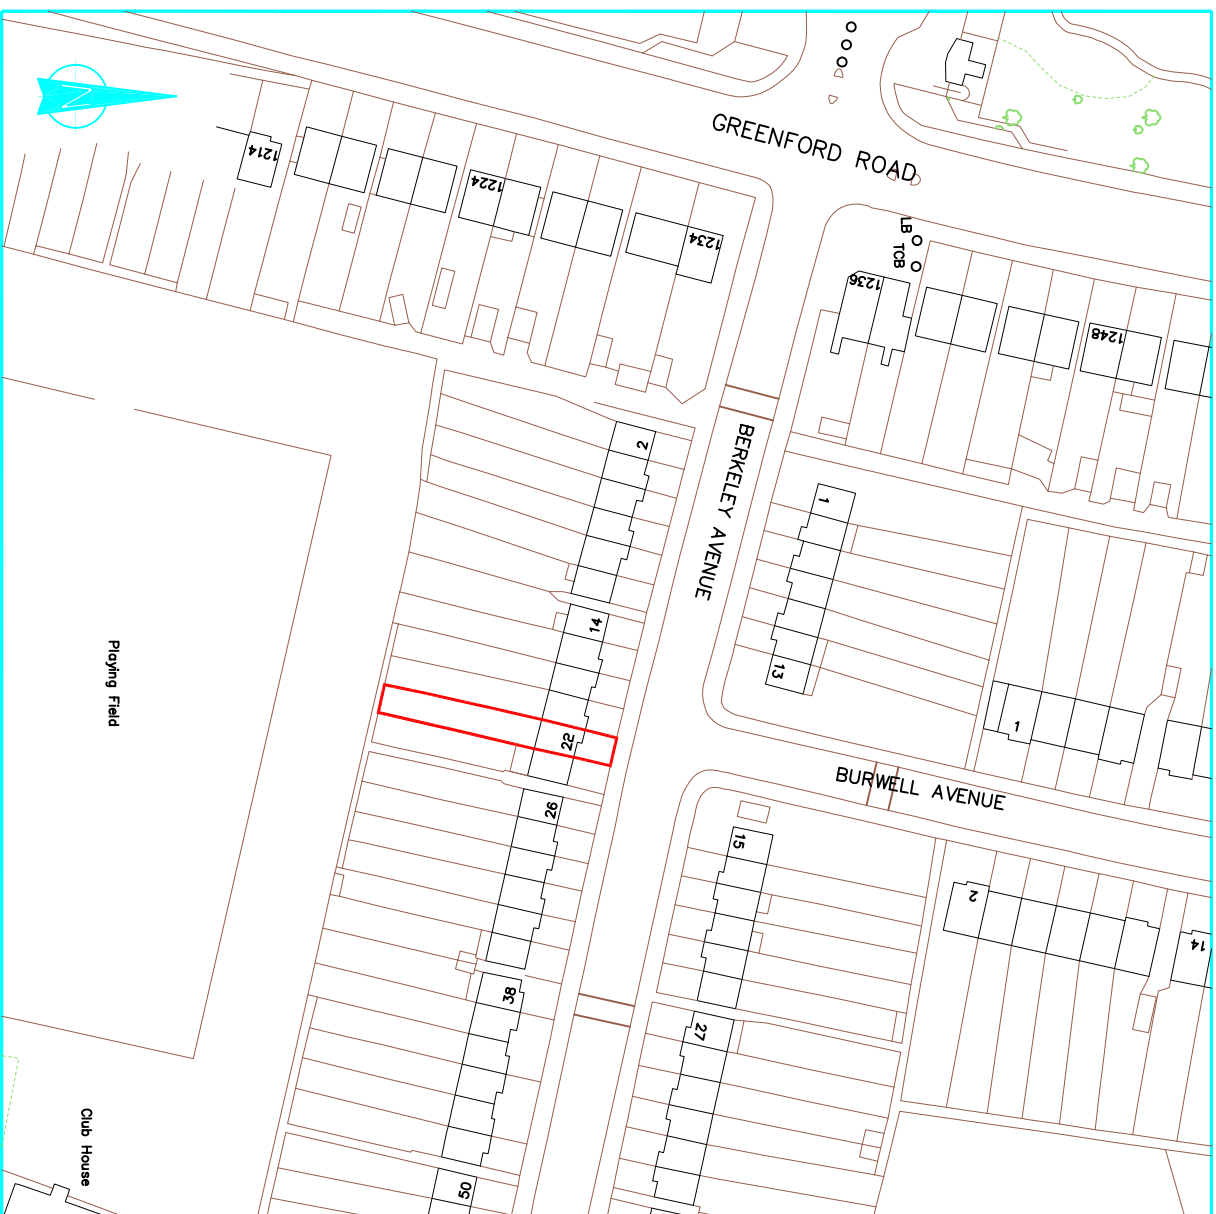 GREENFORD ROAD
1214
1224
1234
LB
TCB
1236
1248
BERKELEY AVENUE
2
1
14
13
Playing Field
1
22
BURWELL AVENUE
26
15
2
14
38
27
Club House
50
N